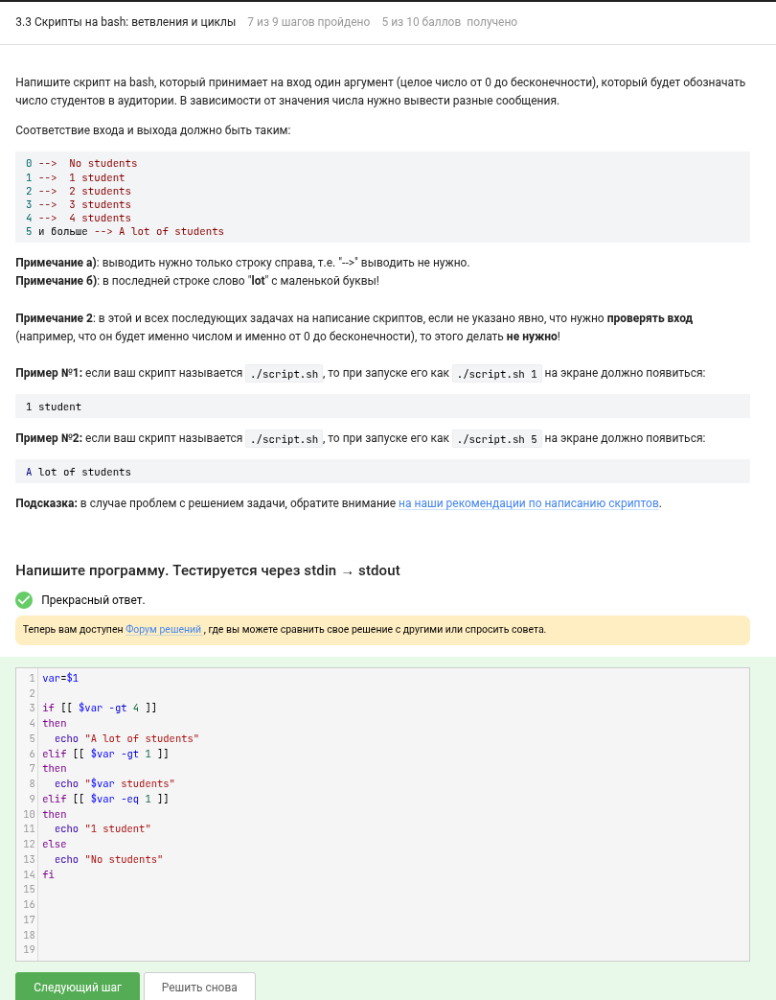 3.3 Скрипты на bash: ветвления и циклы 7 из 9 шагов пройдено 5 из 10 баллов получено
Напишите скрипт на bash, который принимает на вход один аргумент (целое число от 0 до бесконечности), который будет обозначать
число студентов в аудитории. В зависимости от значения числа нужно вывести разные сообщения.
Соответствие входа и выхода должно быть таким:
0 --> No students
1 --> 1 student
2 --> 2 students
3 --> 3 students
4 --> 4 students
5 и больше --> A lot of students
Примечание а): выводить нужно только строку справа, т.е. "-->" выводить не нужно.
Примечание б): в последней строке слово "lot" с маленькой буквы!
Примечание 2: в этой и всех последующих задачах на написание скриптов, если не указано явно, что нужно проверять вход
(например, что он будет именно числом и именно от 0 до бесконечности), то этого делать не нужно!
Пример №1: если ваш скрипт называется ./script.sh, то при запуске его как ./script.sh 1 на экране должно появиться:
1 student
Пример №2: если ваш скрипт называется ./script.sh, то при запуске его как ./script.sh 5 на экране должно появиться:
A lot of students
Подсказка: в случае проблем с решением задачи, обратите внимание на наши рекомендации по написанию скриптов.
Напишите программу. Тестируется через stdin → stdout
Прекрасный ответ.
Теперь вам доступен Форум решений , где вы можете сравнить свое решение с другими или спросить совета.
1 var=$1
2
3 if [[ $var -gt 4 ]]
4 then
5   echo "A lot of students"
6 elif [[ $var -gt 1 ]]
7 then
8   echo "$var students"
9 elif [[ $var -eq 1 ]]
10 then
11   echo "1 student"
12 else
13   echo "No students"
14 fi
15
16
17
18
19
Следующий шаг Решить снова